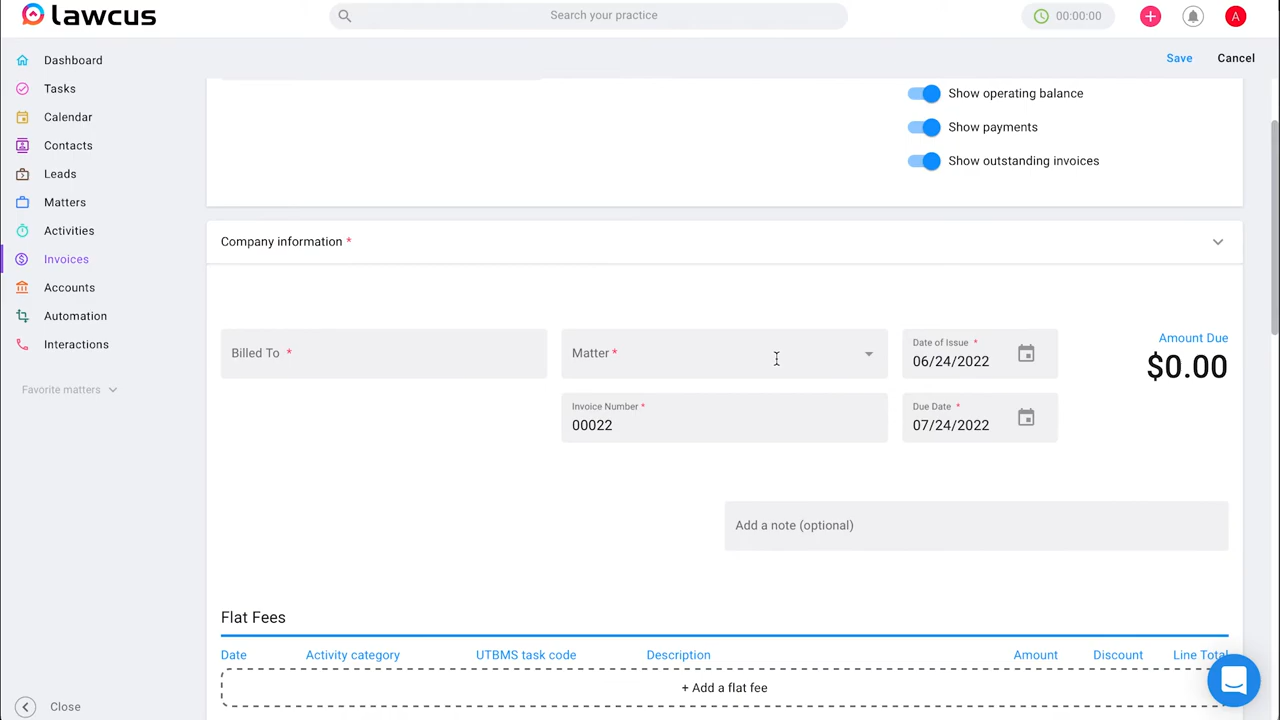 lawcus
Search your practice
00:00:00
A
Dashboard
Save
Cancel
Tasks
Calendar
Contacts
Leads
Matters
Activities
Invoices
Accounts
Automation
Interactions
Favorite matters
Close
Show operating balance
Show payments
Show outstanding invoices
Company information *
Billed To *
Matter *
Date of Issue *
06/24/2022
Amount Due
$0.00
Invoice Number *
00022
Due Date *
07/24/2022
Add a note (optional)
Flat Fees
Date Activity category UTBMS task code Description Amount Discount Line Total
+ Add a flat fee